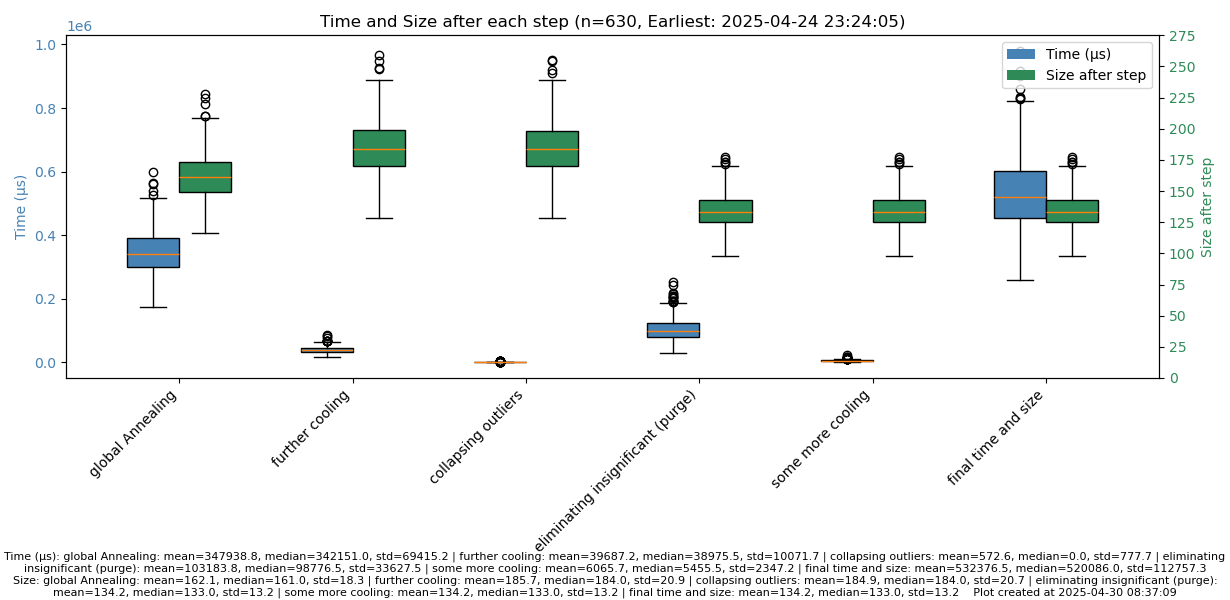 Time and Size after each step (n=630, Earliest: 2025-04-24 23:24:05)
1e6
1.0
0.8
0.6
0.4
0.2
0.0
Time (µs)
275
250
225
200
175
150
125
100
75
50
25
0
Size after step
Time (µs)
Size after step
global Annealing
further cooling
collapsing outliers
eliminating insignificant (purge)
some more cooling
final time and size
Time (µs): global Annealing: mean=347938.8, median=342151.0, std=69415.2 | further cooling: mean=39687.2, median=38975.5, std=10071.7 | collapsing outliers: mean=572.6, median=0.0, std=777.7 | eliminating
insignificant (purge): mean=103183.8, median=98776.5, std=33627.5 | some more cooling: mean=6065.7, median=5455.5, std=2347.2 | final time and size: mean=532376.5, median=520086.0, std=112757.3
Size: global Annealing: mean=162.1, median=161.0, std=18.3 | further cooling: mean=185.7, median=184.0, std=20.9 | collapsing outliers: mean=184.9, median=184.0, std=20.7 | eliminating insignificant (purge):
mean=134.2, median=133.0, std=13.2 | some more cooling: mean=134.2, median=133.0, std=13.2 | final time and size: mean=134.2, median=133.0, std=13.2    Plot created at 2025-04-30 08:37:09